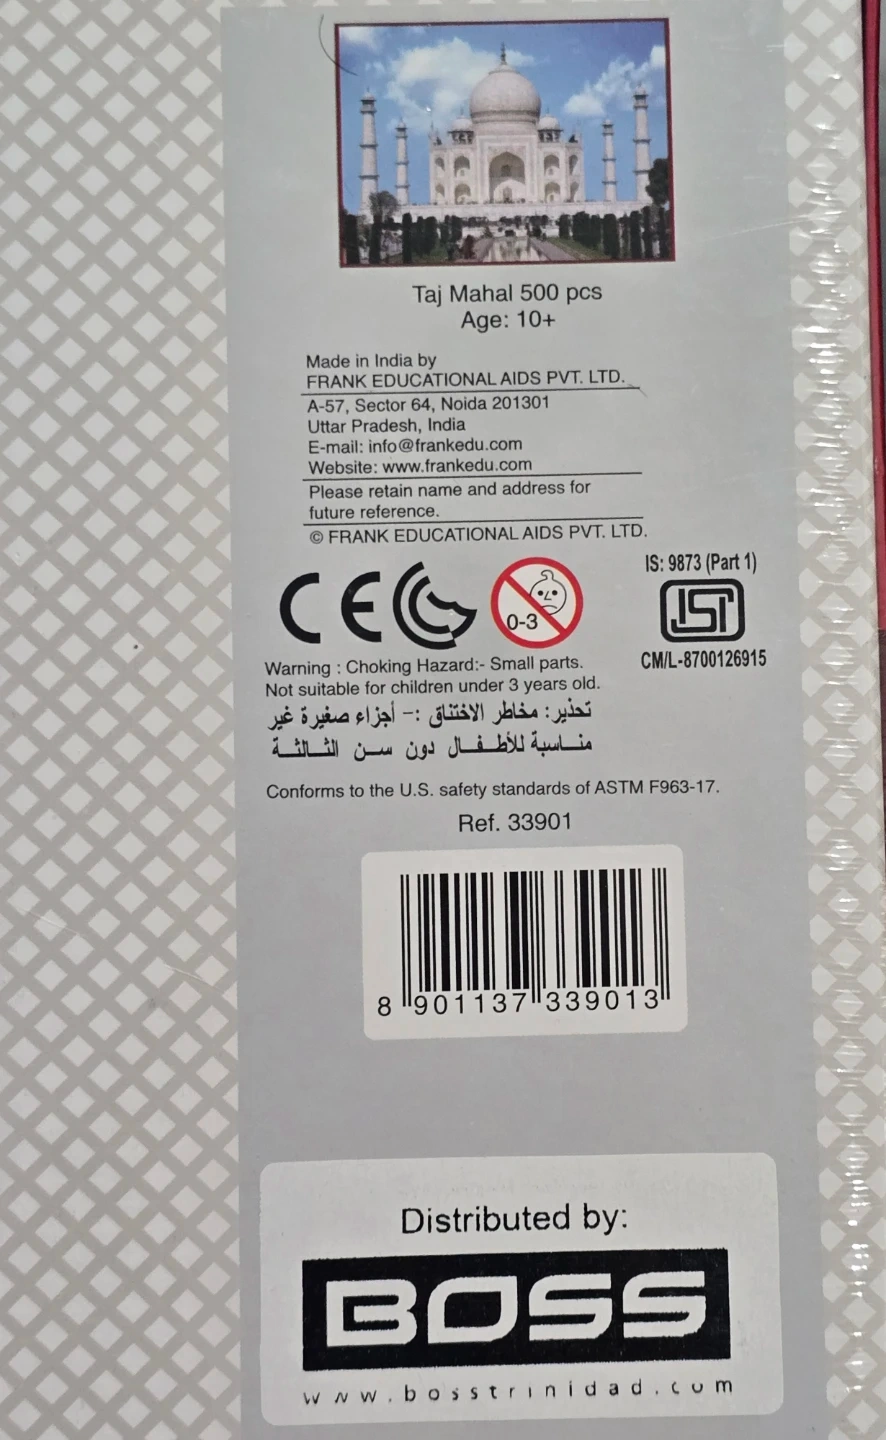 Taj Mahal 500 pcs
Age: 10+
Made in India by
FRANK EDUCATIONAL AIDS PVT. LTD.
A-57, Sector 64, Noida 201301
Uttar Pradesh, India
E-mail: info@frankedu.com
Website: www.frankedu.com
Please retain name and address for
future reference.
© FRANK EDUCATIONAL AIDS PVT. LTD.
CE G
0-3
IS: 9873 (Part 1)
ISI
CM/L-8700126915
Warning : Choking Hazard:- Small parts.
Not suitable for children under 3 years old.
تحذير: مخاطر الاختناق :- أجزاء صغيرة غير
مناسبة للأطفال دون سن الثالثة
Conforms to the U.S. safety standards of ASTM F963-17.
Ref. 33901
8 901137 339013
Distributed by:
BOSS
www.bosstrinidad.com